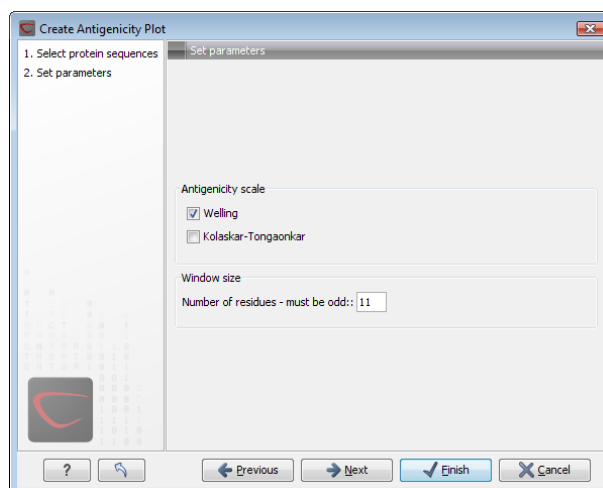 Create Antigenicity Plot
1. Select protein sequences
2. Set parameters
Set parameters
Antigenicity scale
Welling
Kolaskar-Tongaonkar
Window size
Number of residues - must be odd:: 11
?
Previous
Next
Finish
Cancel